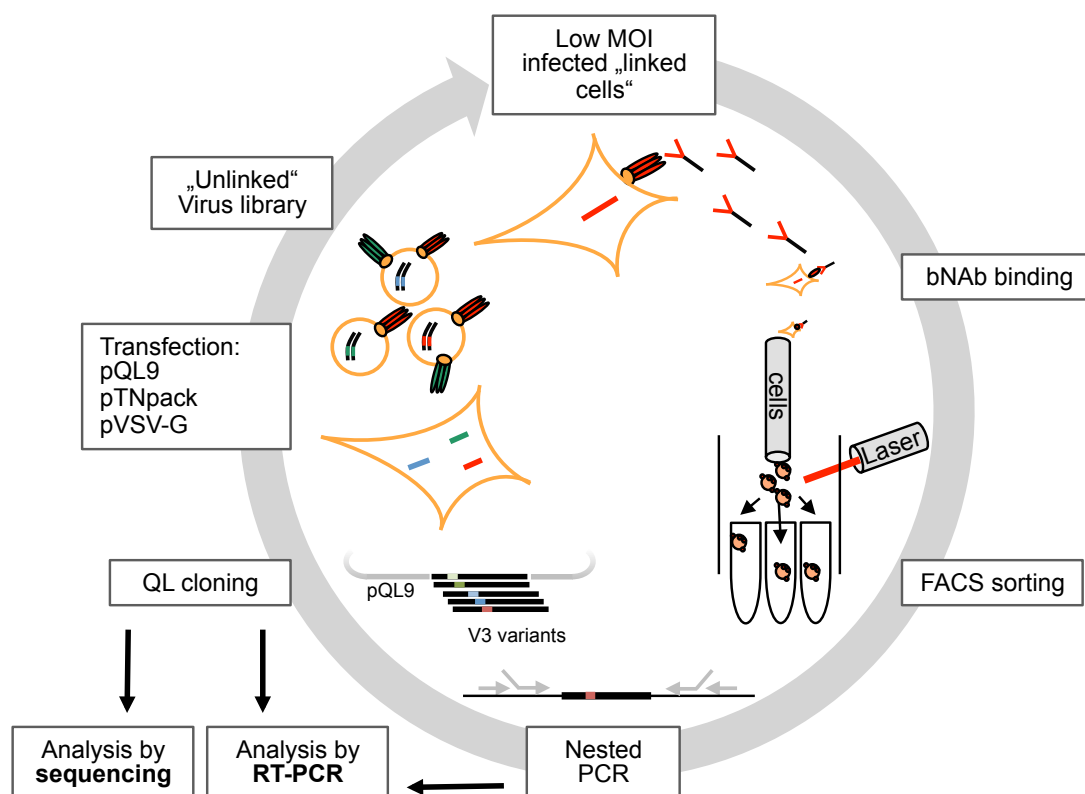 Low MOI
infected „linked
cells“
„Unlinked“
Virus library
bNAb binding
Transfection:
pQL9
pTNpack
pVSV-G
cells
Laser
QL cloning
pQL9
V3 variants
FACS sorting
Analysis by
sequencing
Analysis by
RT-PCR
Nested
PCR